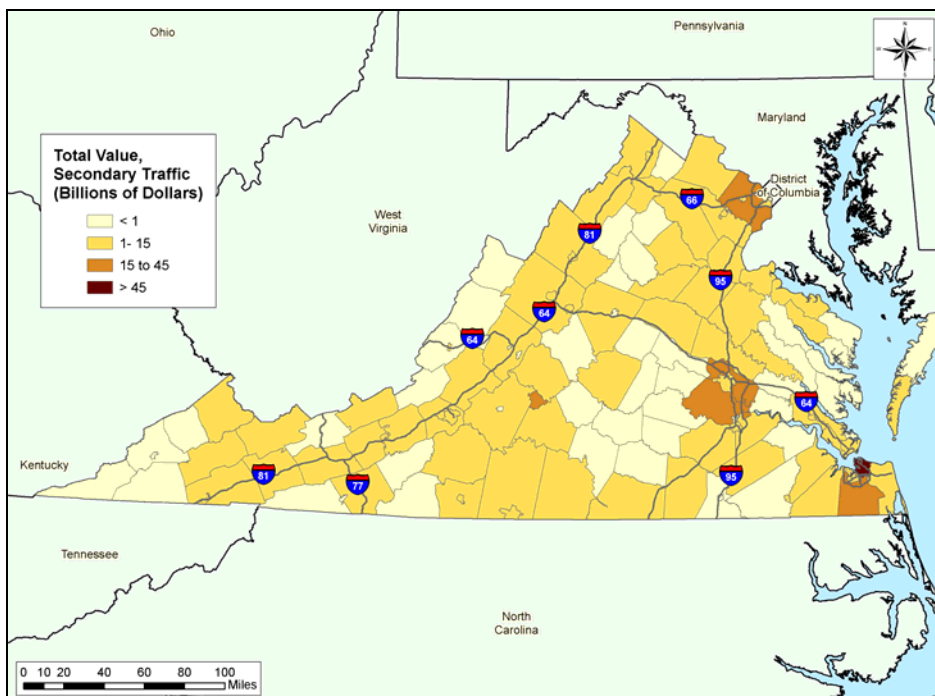 Ohio
Pennsylvania
N
W
E
S
Maryland
Total Value,
Secondary Traffic
(Billions of Dollars)
< 1
1- 15
15 to 45
> 45
District
of Columbia
West
Virginia
66
81
95
64
64
64
Kentucky
81
77
95
Tennessee
North
Carolina
0 10 20 40 60 80 100
Miles